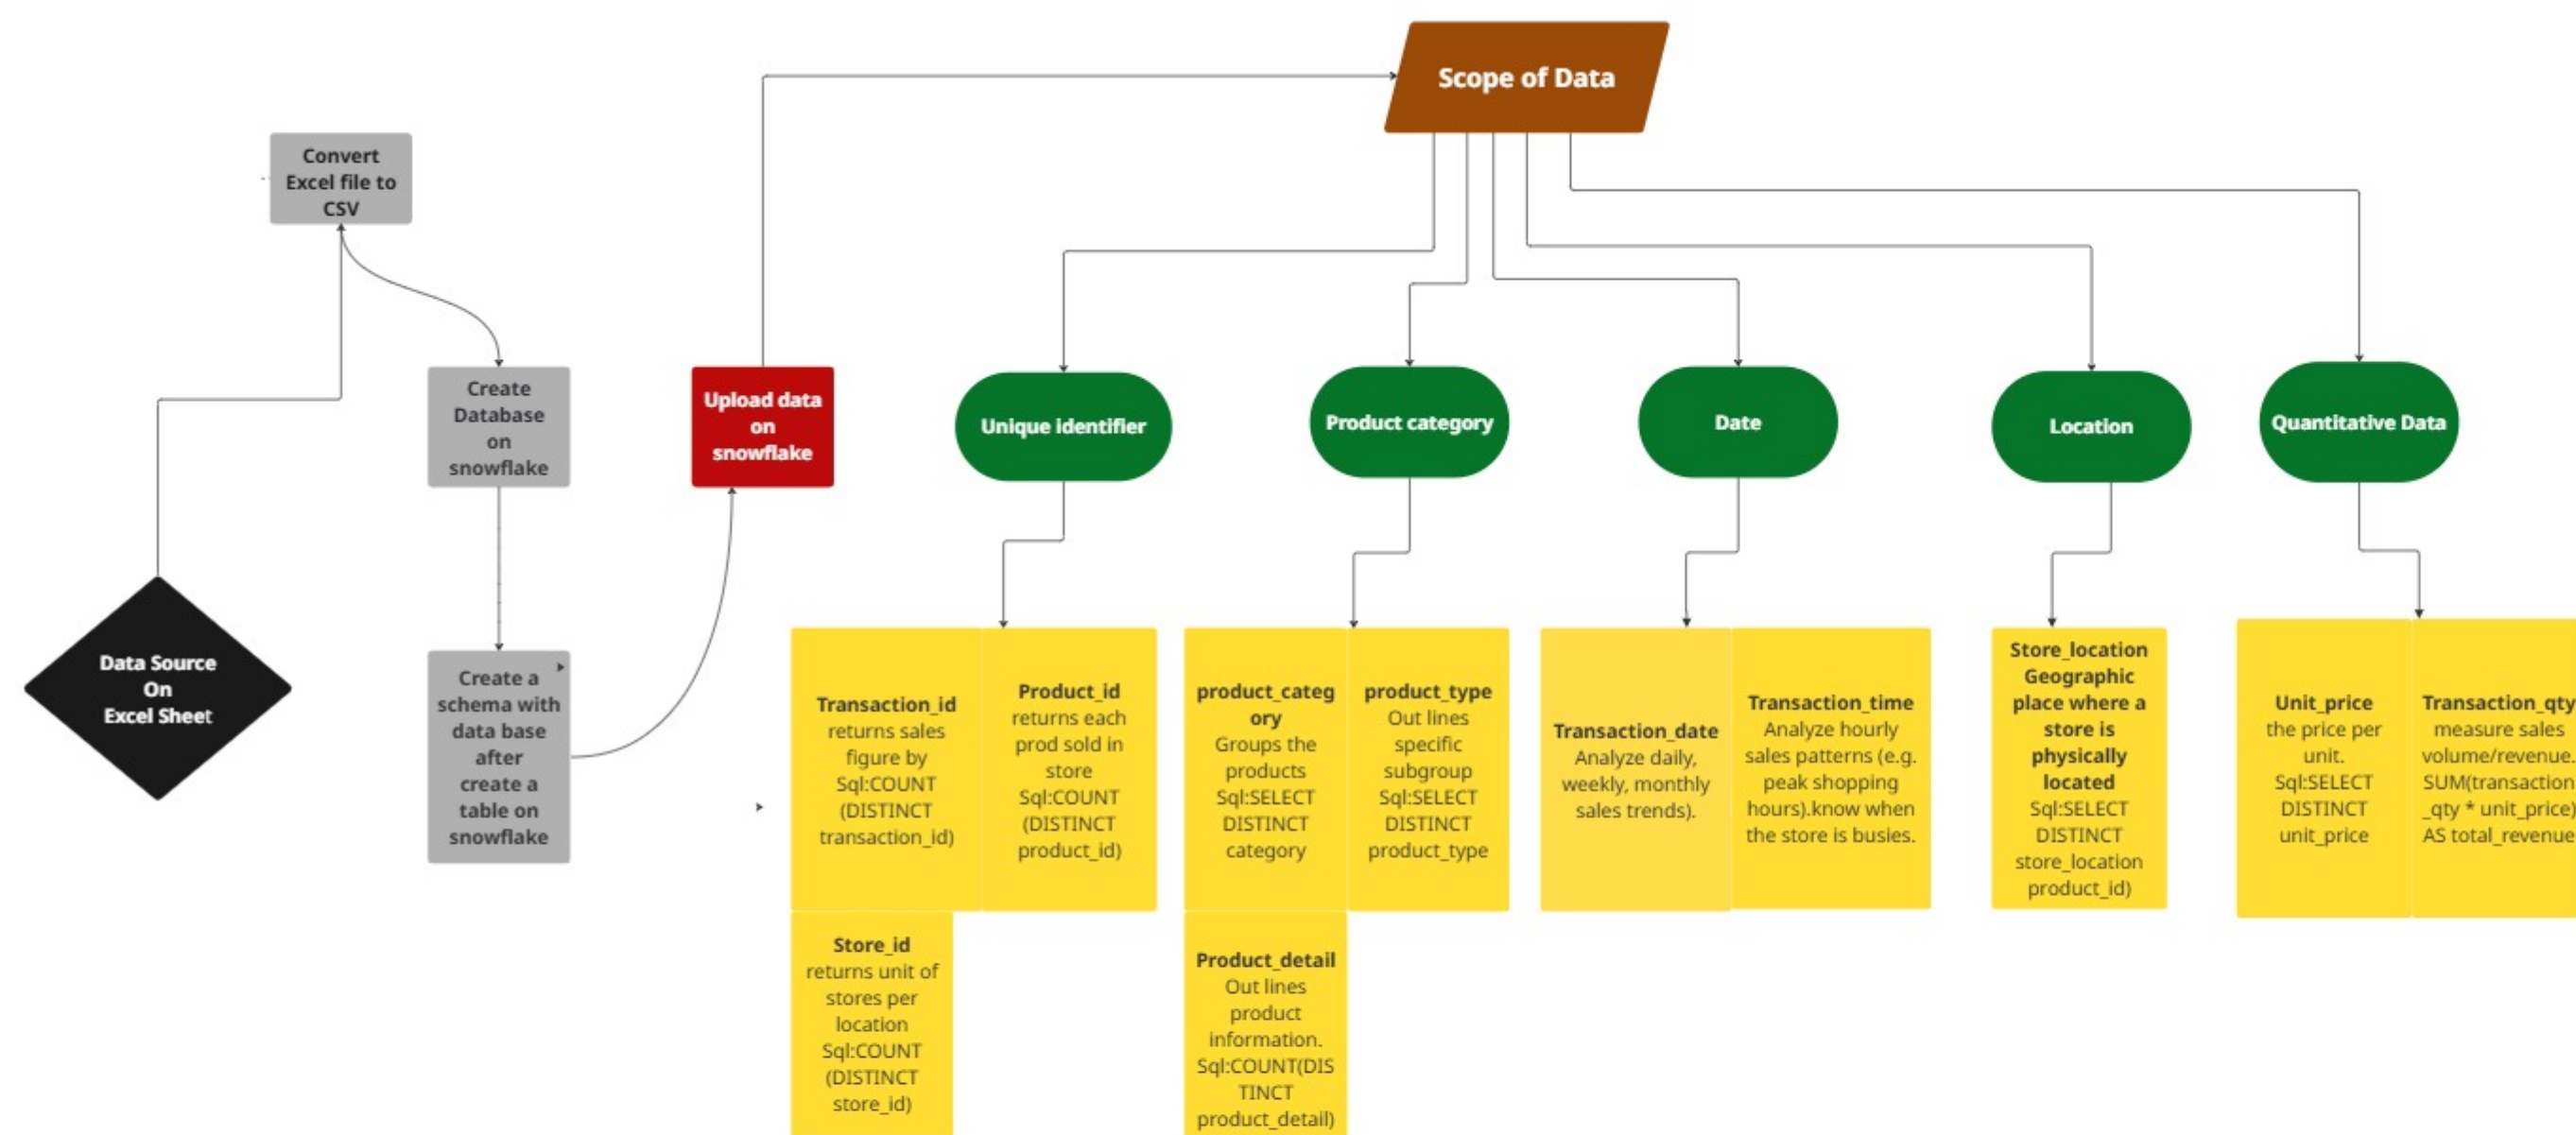 Scope of Data
Convert
Excel file to
CSV
Create
Database
on
snowflake
Upload data
on
snowflake
Unique identifier
Product category
Date
Location
Quantitative Data
Data Source
On
Excel Sheet
Create a
schema with
data base
after
create a
table on
snowflake
Transaction_id
returns sales
figure by
Sql:COUNT
(DISTINCT
transaction_id)
Product_id
returns each
prod sold in
store
Sql:COUNT
(DISTINCT
product_id)
Store_id
returns unit of
stores per
location
Sql:COUNT
(DISTINCT
store_id)
product_categ
ory
Groups the
products
Sql:SELECT
DISTINCT
category
product_type
Out lines
specific
subgroup
Sql:SELECT
DISTINCT
product_type
Product_detail
Out lines
product
information.
Sql:COUNT(DIS
TINCT
product_detail)
Transaction_date
Analyze daily,
weekly, monthly
sales trends).
Transaction_time
Analyze hourly
sales patterns (e.g.
peak shopping
hours).know when
the store is busies.
Store_location
Geographic
place where a
store is
physically
located
Sql:SELECT
DISTINCT
store_location
product_id)
Unit_price
the price per
unit.
Sql:SELECT
DISTINCT
unit_price
Transaction_qty
measure sales
volume/revenue.
SUM(transaction
_qty * unit_price)
AS total_revenue